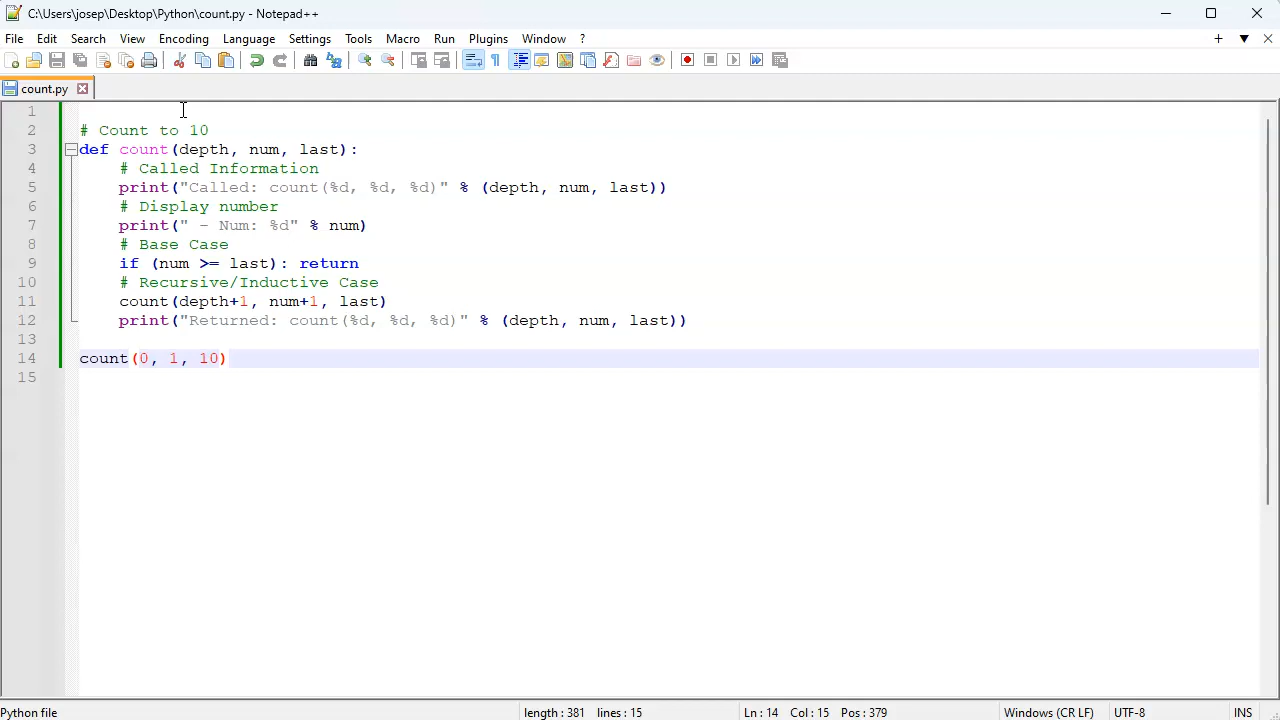 C:\Users\josep\Desktop\Python\count.py - Notepad++
File Edit Search View Encoding Language Settings Tools Macro Run Plugins Window ?
count.py
1
2 # Count to 10
3 def count(depth, num, last):
4 # Called Information
5 print("Called: count(%d, %d, %d)" % (depth, num, last))
6 # Display number
7 print(" - Num: %d" % num)
8 # Base Case
9 if (num >= last): return
10 # Recursive/Inductive Case
11 count(depth+1, num+1, last)
12 print("Returned: count(%d, %d, %d)" % (depth, num, last))
13
14 count(0, 1, 10)
15
Python file length : 381 lines : 15 Ln : 14 Col : 15 Pos : 379 Windows (CR LF) UTF-8 INS